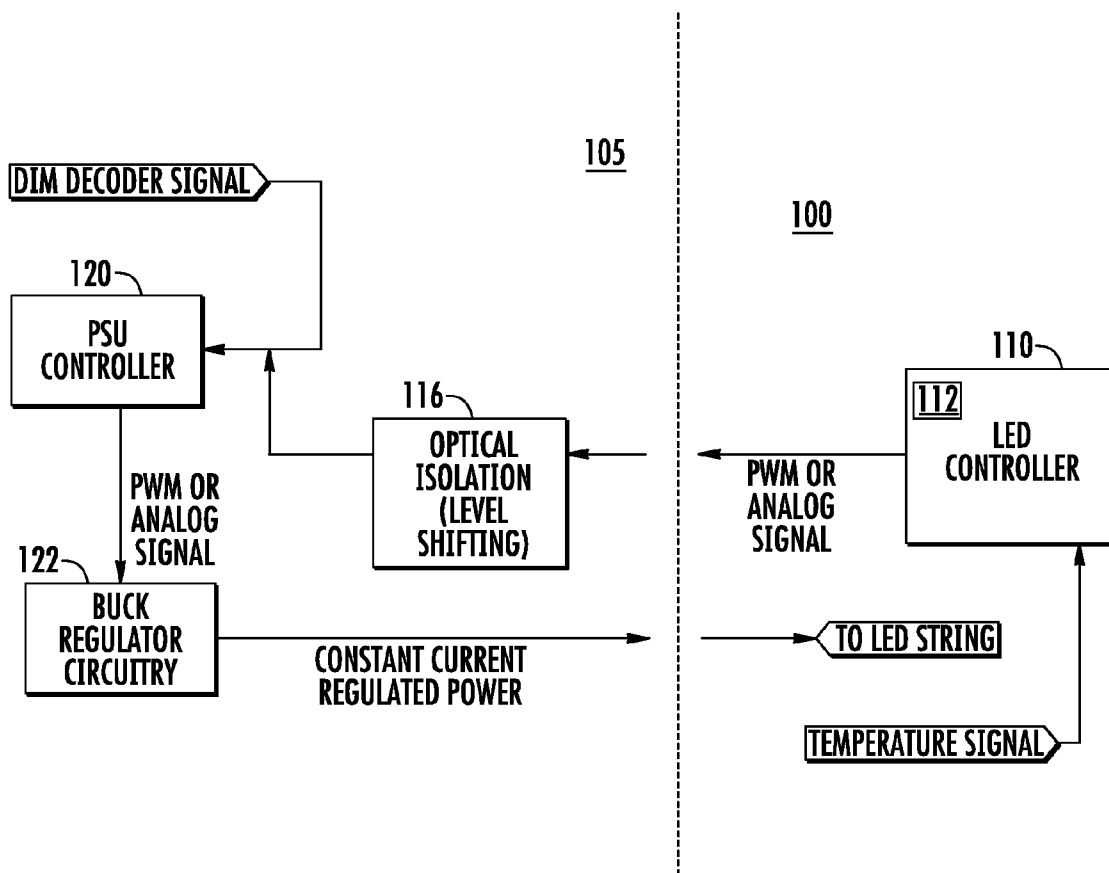 105
100
DIM DECODER SIGNAL
120
PSU
CONTROLLER
110
112
LED
CONTROLLER
116
OPTICAL
ISOLATION
(LEVEL
SHIFTING)
PWM OR
ANALOG
SIGNAL
PWM OR
ANALOG
SIGNAL
122
BUCK
REGULATOR
CIRCUITRY
CONSTANT CURRENT
REGULATED POWER
TO LED STRING
TEMPERATURE SIGNAL